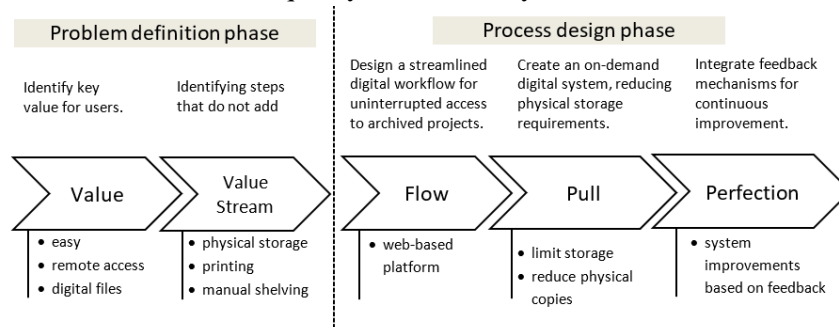 Problem definition phase
Process design phase
Identify key
value for users.
Identifying steps
that do not add
Design a streamlined
digital workflow for
uninterrupted access
to archived projects.
Create an on-demand
digital system, reducing
physical storage
requirements.
Integrate feedback
mechanisms for
continuous
improvement.
Value
Value
Stream
Flow
Pull
Perfection
• easy
• remote access
• digital files
• physical storage
• printing
• manual shelving
• web-based
platform
• limit storage
• reduce physical
copies
• system
improvements
based on feedback